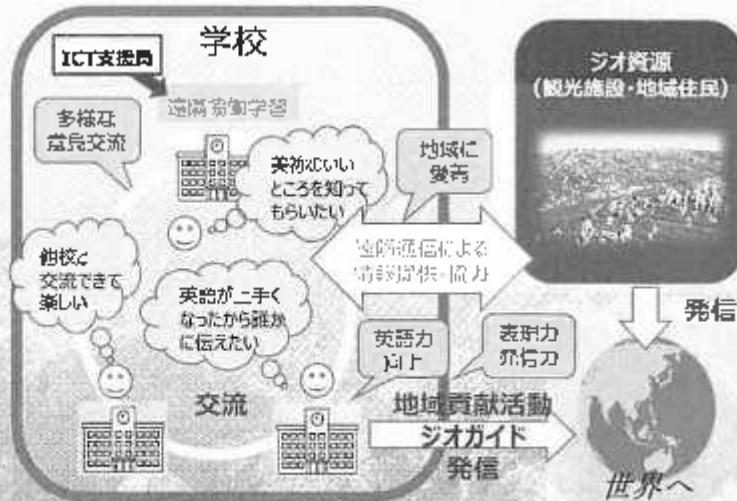 学校
ICT支援局
遠隔協働学習
多様な
意見交流
美祢のいい
ところを知って
もらいたい
他校と
交流できて
楽しい
英語が上手く
なったから誰か
に伝えたい
交流
地域に
愛着
遠隔通信による
情報提供・協力
英語力
向上
表現力
発信力
地域貢献活動
ジオガイド
発信
ジオ資源
(観光施設・地域住民)
発信
世界へ